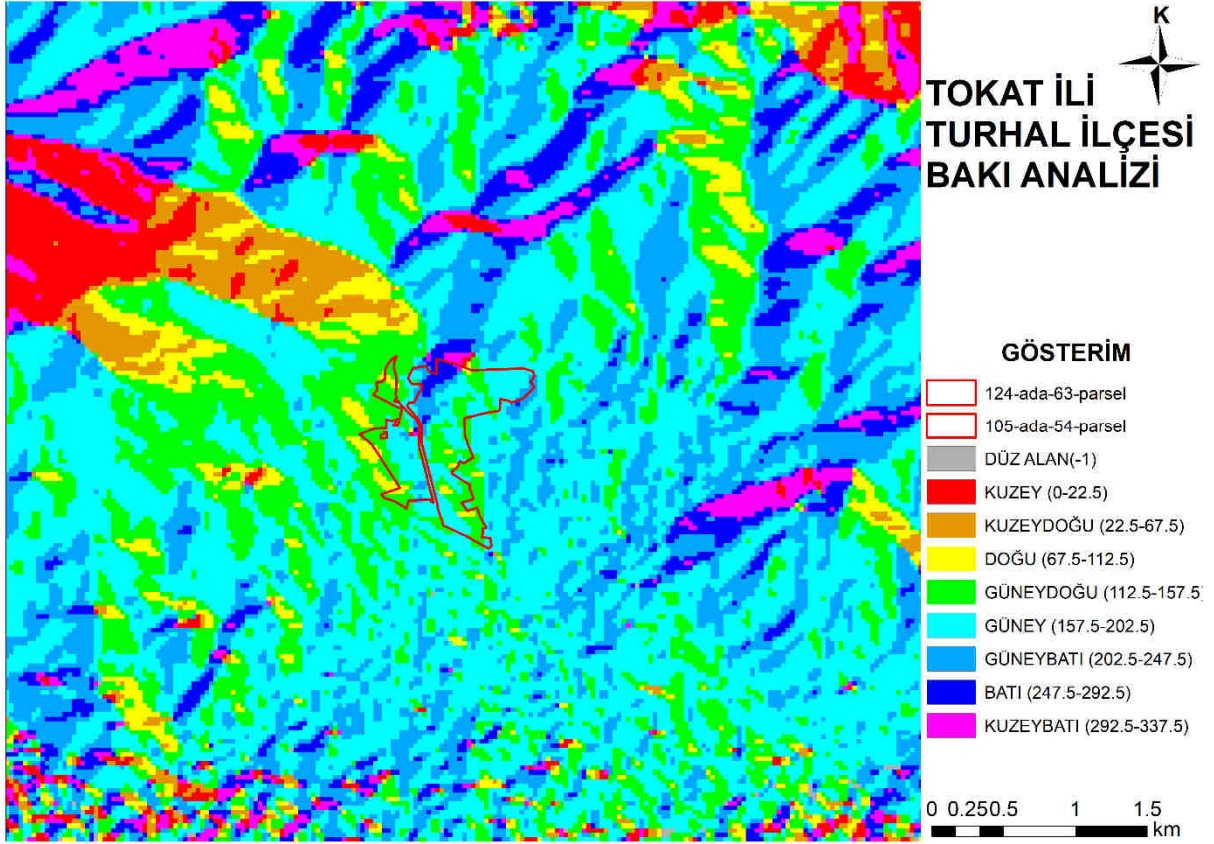 K
TOKAT İLİ
TURHAL İLÇESİ
BAKI ANALİZİ
GÖSTERİM
124-ada-63-parsel
105-ada-54-parsel
DÜZ ALAN(-1)
KUZEY (0-22.5)
KUZEYDOĞU (22.5-67.5)
DOĞU (67.5-112.5)
GÜNEYDOĞU (112.5-157.5)
GÜNEY (157.5-202.5)
GÜNEYBATI (202.5-247.5)
BATI (247.5-292.5)
KUZEYBATI (292.5-337.5)
0 0.25 0.5 1 1.5
km